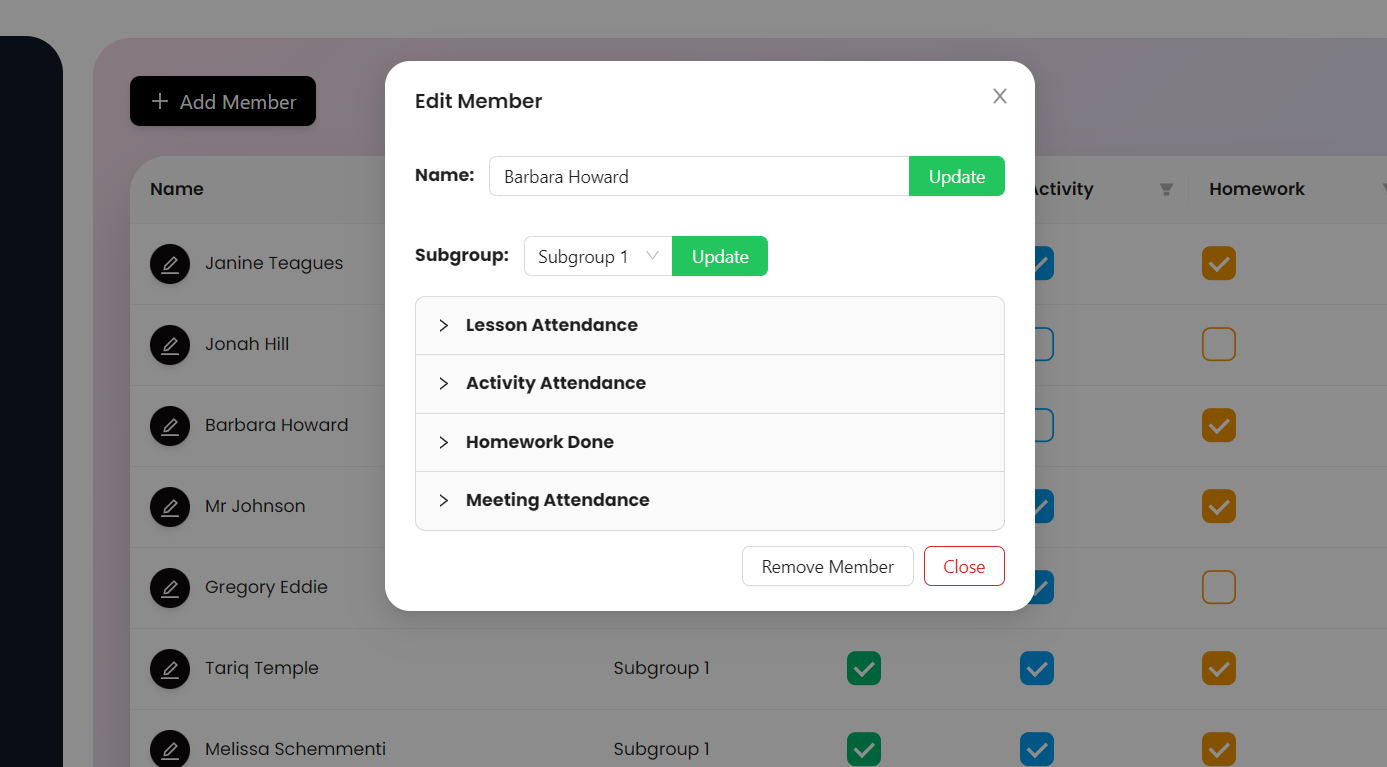 Add Member
Edit Member
Name: Barbara Howard Update
Name Activity Homework
Subgroup: Subgroup 1 Update
Janine Teagues
Lesson Attendance
Jonah Hill
Activity Attendance
Barbara Howard
Homework Done
Meeting Attendance
Mr Johnson
Remove Member Close
Gregory Eddie
Tariq Temple Subgroup 1
Melissa Schemmenti Subgroup 1